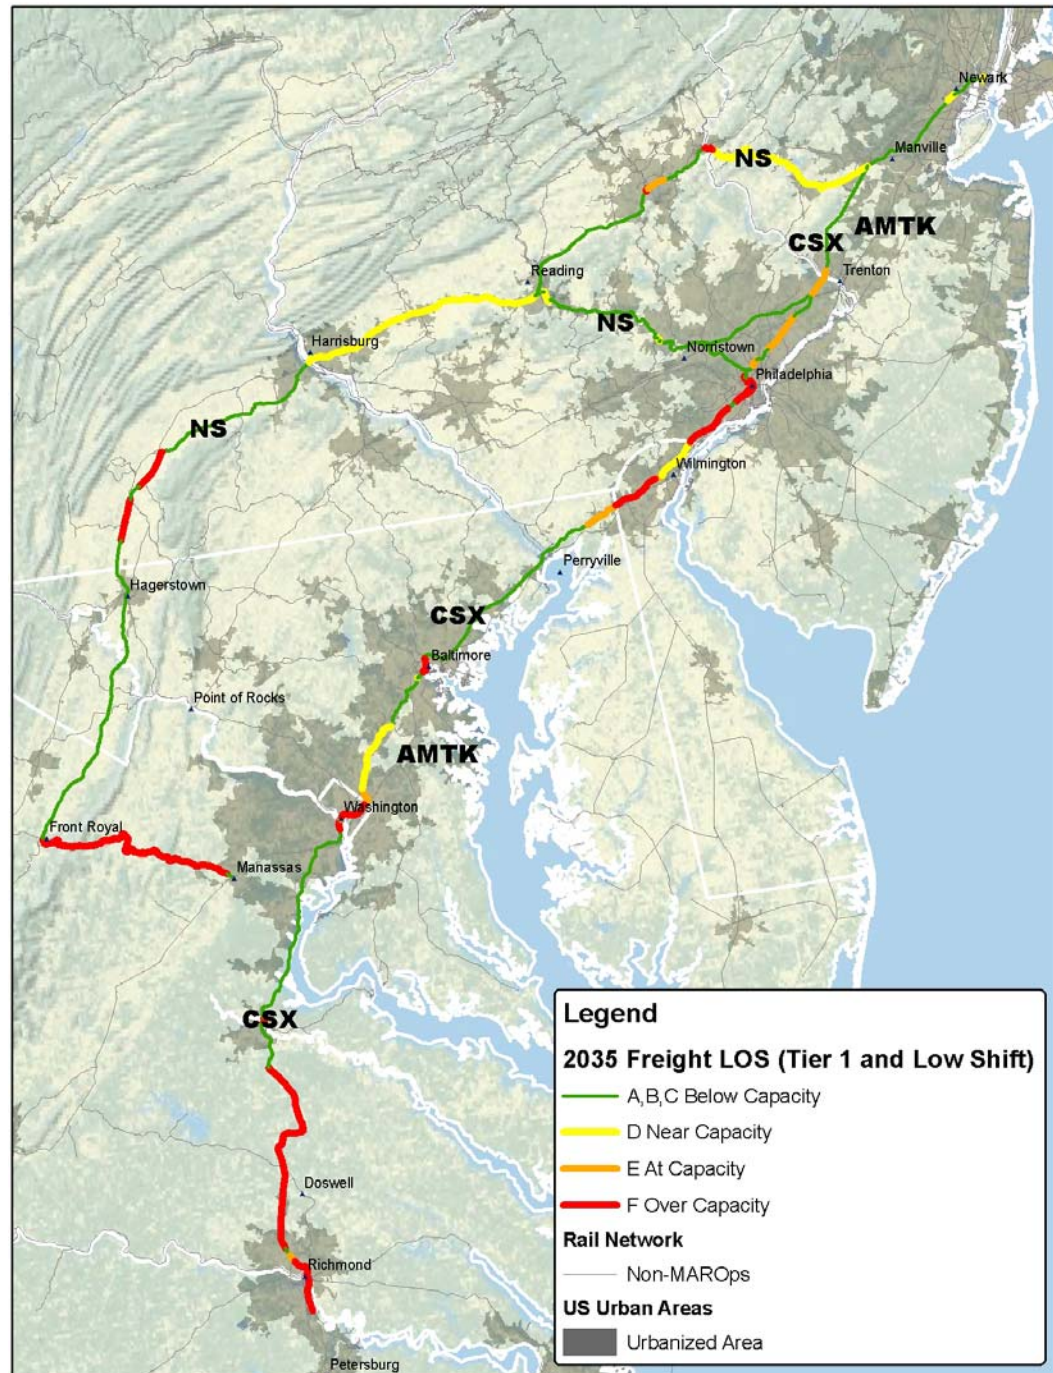 Newark
Manville
NS
AMTK
CSX
Trenton
Reading
NS
Harrisburg
Norristown
Philadelphia
NS
Wilmington
Perryville
Hagerstown
CSX
Baltimore
Point of Rocks
AMTK
Washington
Front Royal
Manassas
CSX
Doswell
Richmond
Petersburg
Legend
2035 Freight LOS (Tier 1 and Low Shift)
A,B,C Below Capacity
D Near Capacity
E At Capacity
F Over Capacity
Rail Network
Non-MAROps
US Urban Areas
Urbanized Area